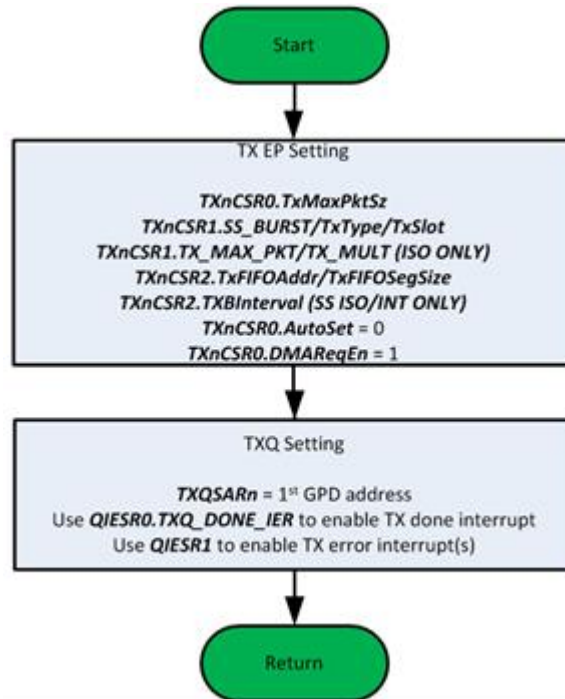 Start
TX EP Setting
TXnCSR0.TxMaxPktSz
TXnCSR1.SS_BURST/TxType/TxSlot
TXnCSR1.TX_MAX_PKT/TX_MULT (ISO ONLY)
TXnCSR2.TxFIFOAddr/TxFIFOSegSize
TXnCSR2.TXBInterval (SS ISO/INT ONLY)
TXnCSR0.AutoSet = 0
TXnCSR0.DMAReqEn = 1
TXQ Setting
TXQSARn = 1st GPD address
Use QIESR0.TXQ_DONE_IER to enable TX done interrupt
Use QIESR1 to enable TX error interrupt(s)
Return